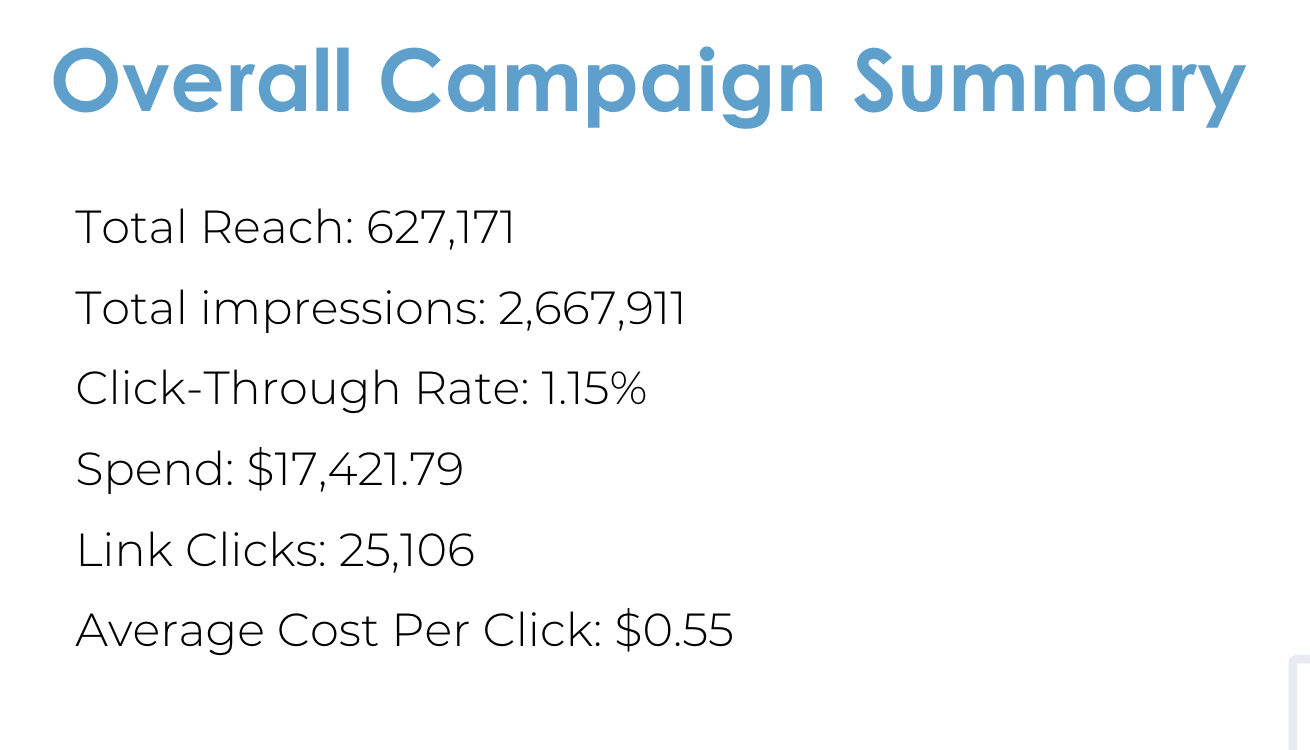 Overall Campaign Summary
Total Reach: 627,171
Total impressions: 2,667,911
Click-Through Rate: 1.15%
Spend: $17,421.79
Link Clicks: 25,106
Average Cost Per Click: $0.55